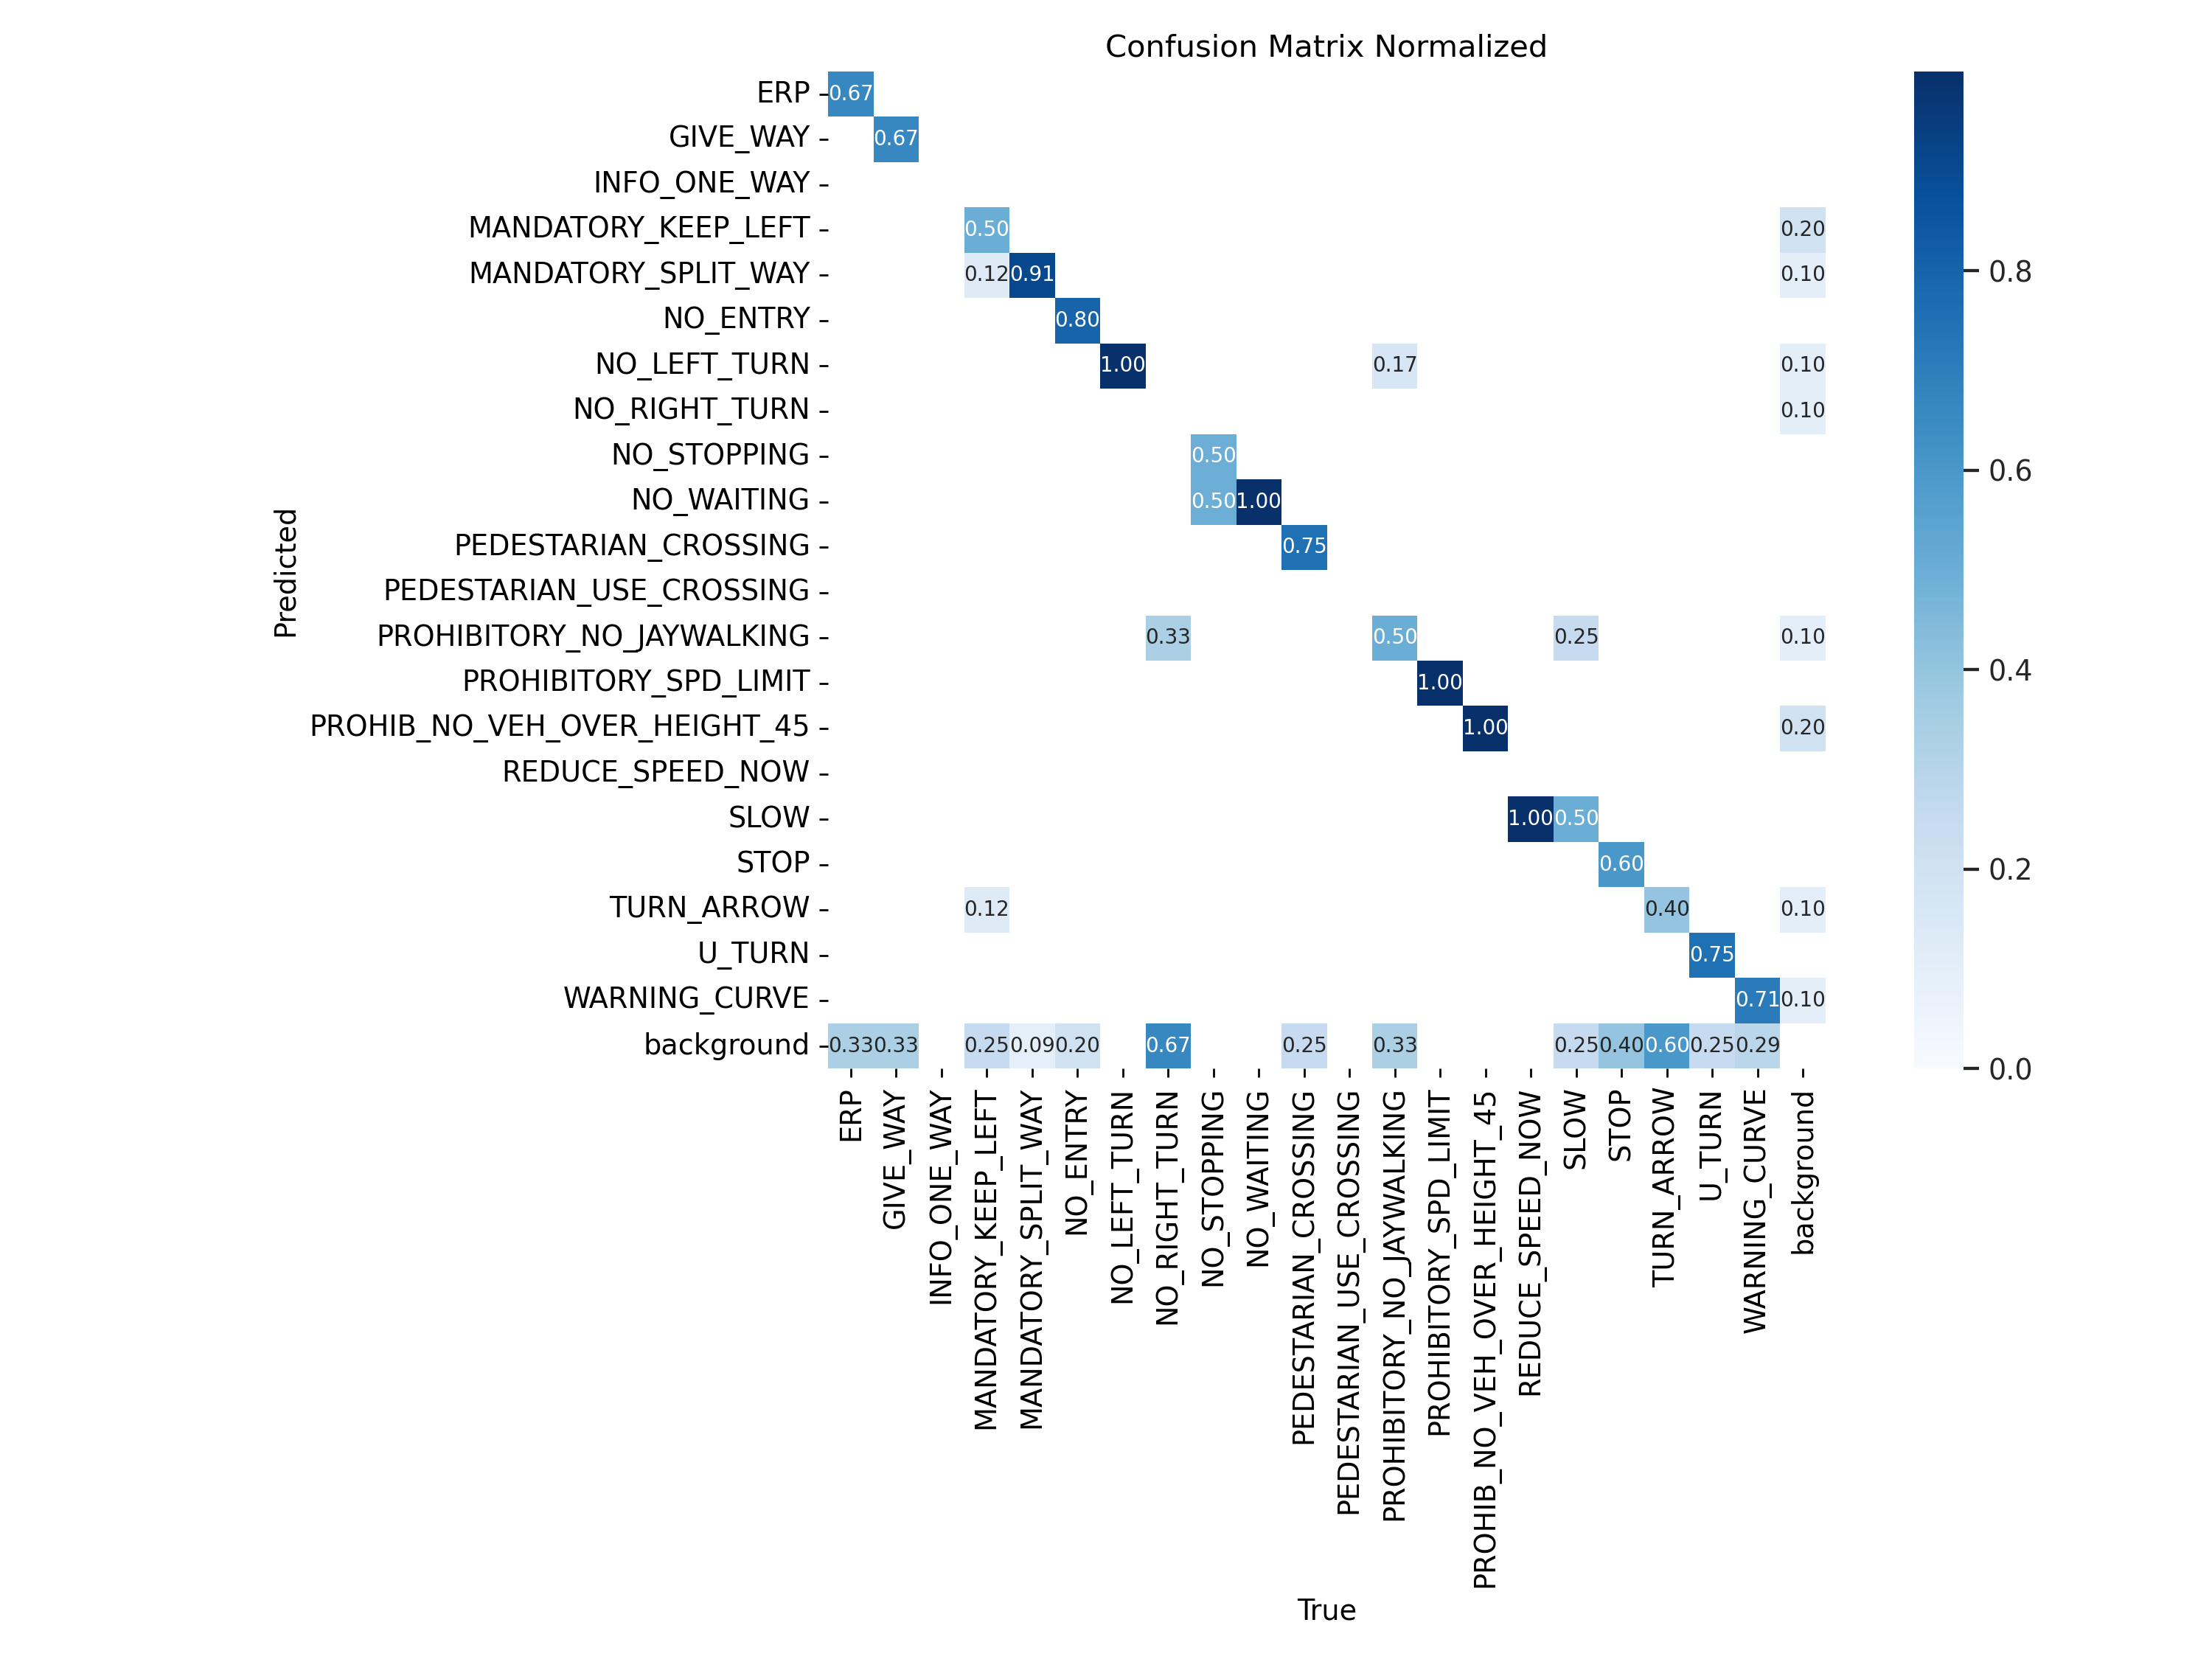 Confusion Matrix Normalized
ERP 0.67
GIVE_WAY 0.67
INFO_ONE_WAY
MANDATORY_KEEP_LEFT 0.50 0.20
MANDATORY_SPLIT_WAY 0.12 0.91 0.10
NO_ENTRY 0.80
NO_LEFT_TURN 1.00 0.17 0.10
NO_RIGHT_TURN 0.10
NO_STOPPING 0.50
NO_WAITING 0.50 1.00
PEDESTARIAN_CROSSING 0.75
PEDESTARIAN_USE_CROSSING
PROHIBITORY_NO_JAYWALKING 0.33 0.50 0.25 0.10
PROHIBITORY_SPD_LIMIT 1.00
PROHIB_NO_VEH_OVER_HEIGHT_45 1.00 0.20
REDUCE_SPEED_NOW
SLOW 1.00 0.50
STOP 0.60
TURN_ARROW 0.12 0.40 0.10
U_TURN 0.75
WARNING_CURVE 0.71 0.10
background 0.33 0.33 0.25 0.09 0.20 0.67 0.25 0.33 0.25 0.40 0.60 0.25 0.29
Predicted
ERP
GIVE_WAY
INFO_ONE_WAY
MANDATORY_KEEP_LEFT
MANDATORY_SPLIT_WAY
NO_ENTRY
NO_LEFT_TURN
NO_RIGHT_TURN
NO_STOPPING
NO_WAITING
PEDESTARIAN_CROSSING
PEDESTARIAN_USE_CROSSING
PROHIBITORY_NO_JAYWALKING
PROHIBITORY_SPD_LIMIT
PROHIB_NO_VEH_OVER_HEIGHT_45
REDUCE_SPEED_NOW
SLOW
STOP
TURN_ARROW
U_TURN
WARNING_CURVE
background
True
0.8
0.6
0.4
0.2
0.0